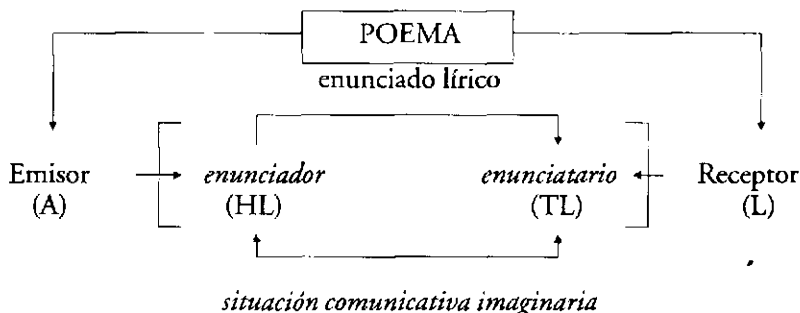 POEMA
enunciado lírico
Emisor enunciador enunciatario Receptor
(A) (HL) (TL) (L)
situación comunicativa imaginaria